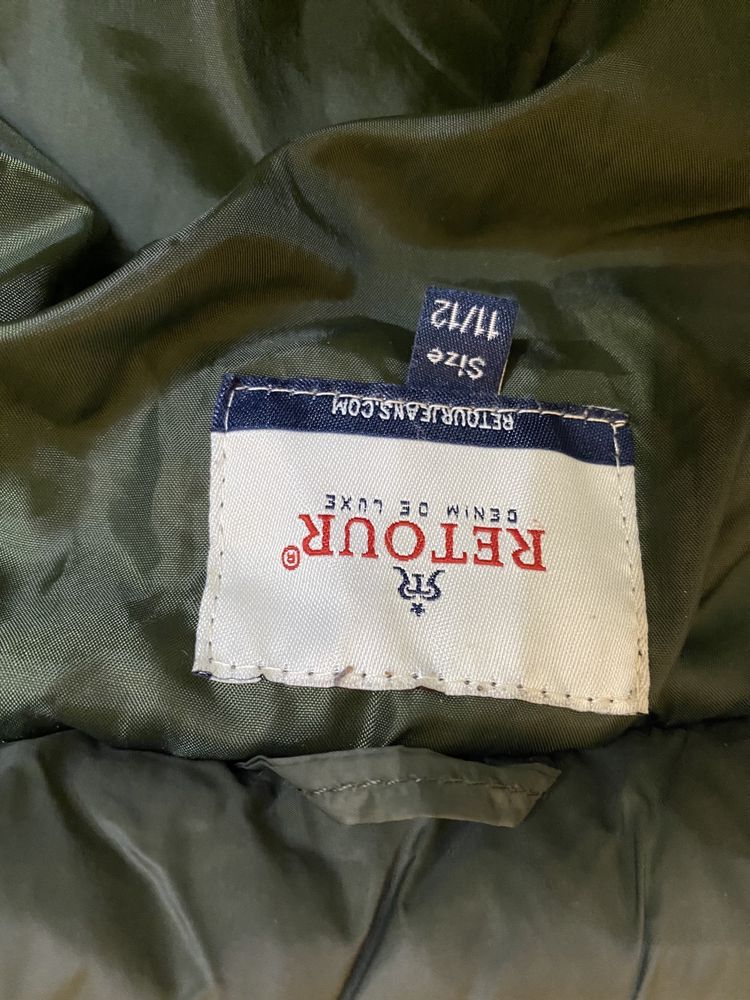 RETOUR®
DENIM DE LUXE
RETOURJEANS.COM
Size
11/12